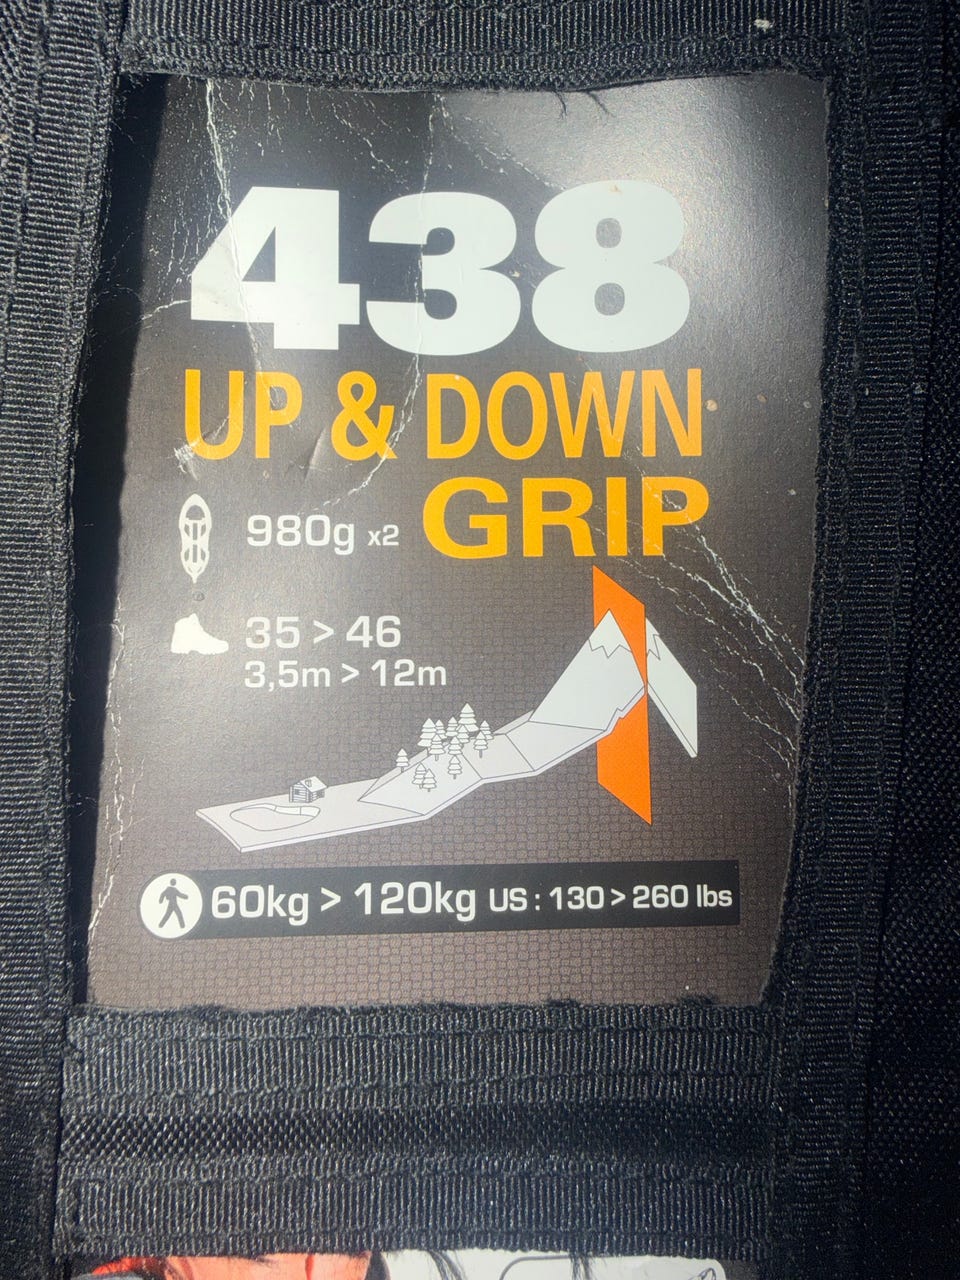 438
UP & DOWN
GRIP
980g x2
35 > 46
3,5m > 12m
60kg > 120kg US : 130 > 260 lbs